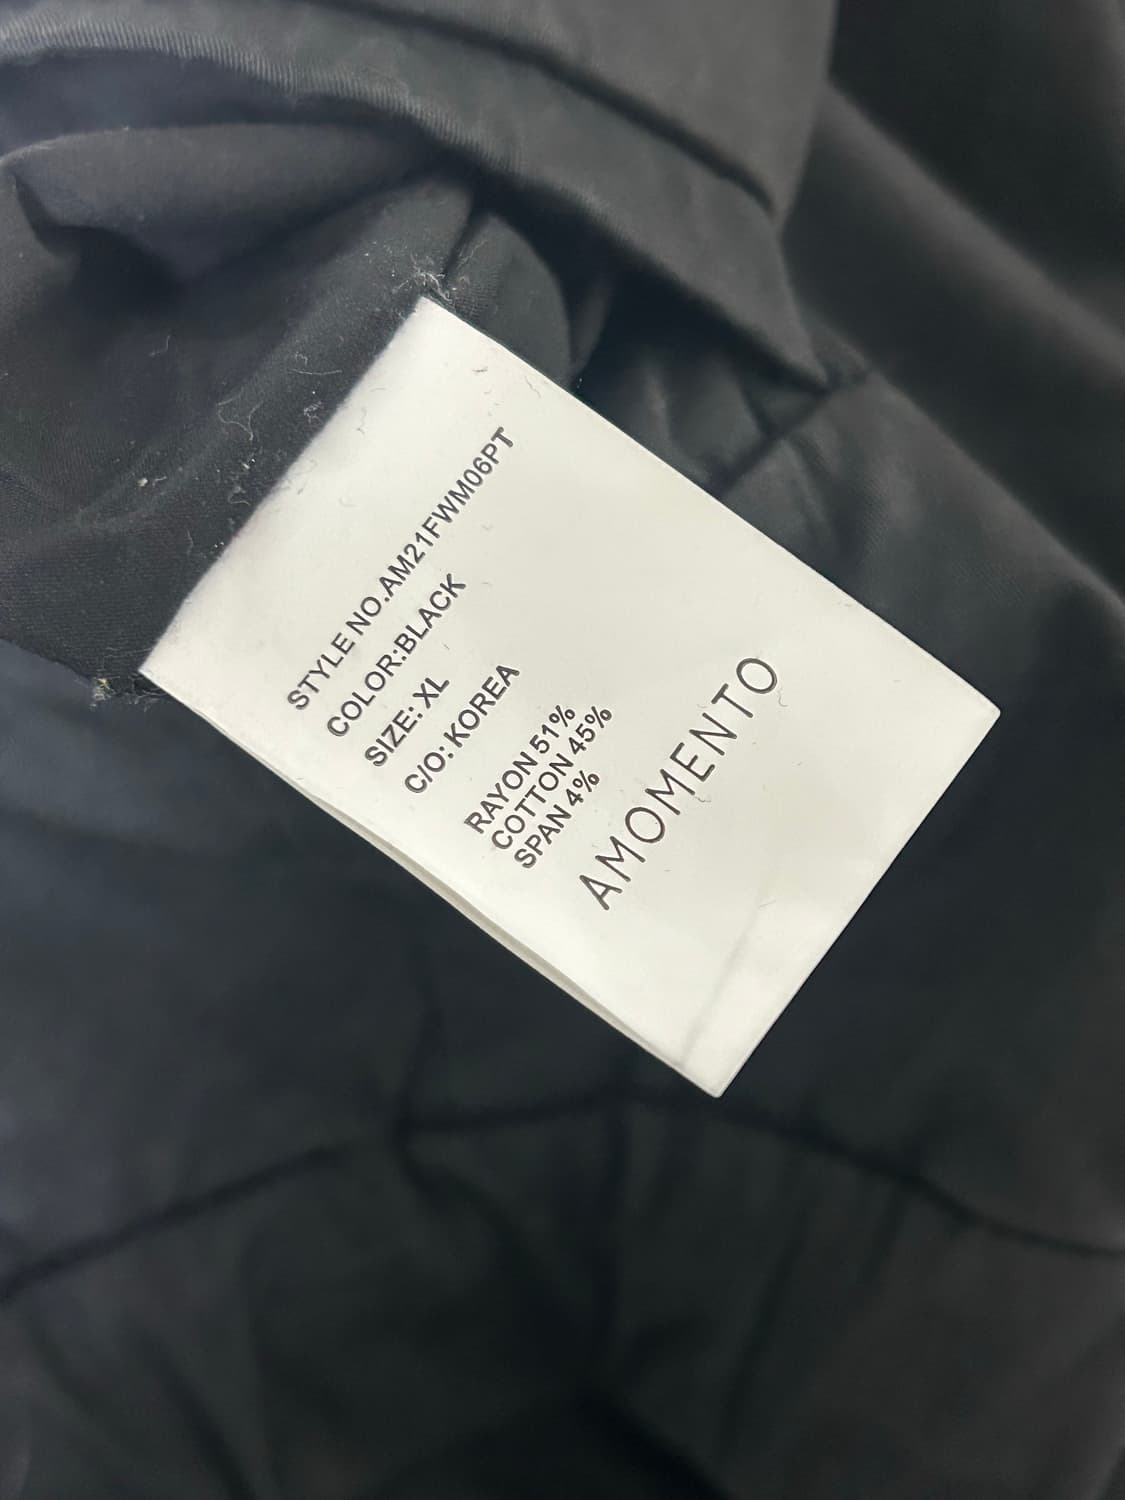 STYLE NO.AM21FWM06PT
COLOR:BLACK
SIZE: XL
C/O: KOREA
RAYON 51%
COTTON 45%
SPAN 4%
AMOMENTO